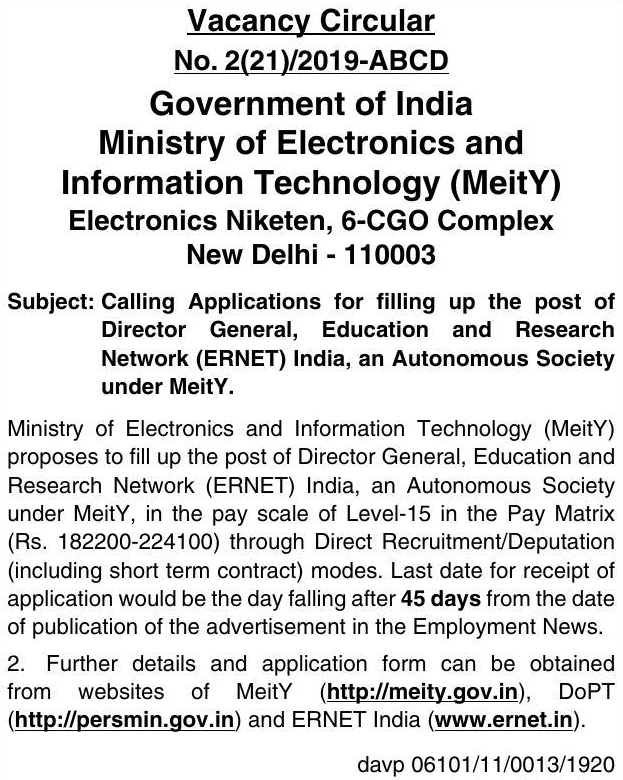 Vacancy Circular
No. 2(21)/2019-ABCD
Government of India
Ministry of Electronics and
Information Technology (MeitY)
Electronics Niketen, 6-CGO Complex
New Delhi - 110003
Subject: Calling Applications for filling up the post of
Director General, Education and Research
Network (ERNET) India, an Autonomous Society
under MeitY.
Ministry of Electronics and Information Technology (MeitY)
proposes to fill up the post of Director General, Education and
Research Network (ERNET) India, an Autonomous Society
under MeitY, in the pay scale of Level-15 in the Pay Matrix
(Rs. 182200-224100) through Direct Recruitment/Deputation
(including short term contract) modes. Last date for receipt of
application would be the day falling after 45 days from the date
of publication of the advertisement in the Employment News.
2. Further details and application form can be obtained
from websites of MeitY (http://meity.gov.in), DoPT
(http://persmin.gov.in) and ERNET India (www.ernet.in).
davp 06101/11/0013/1920